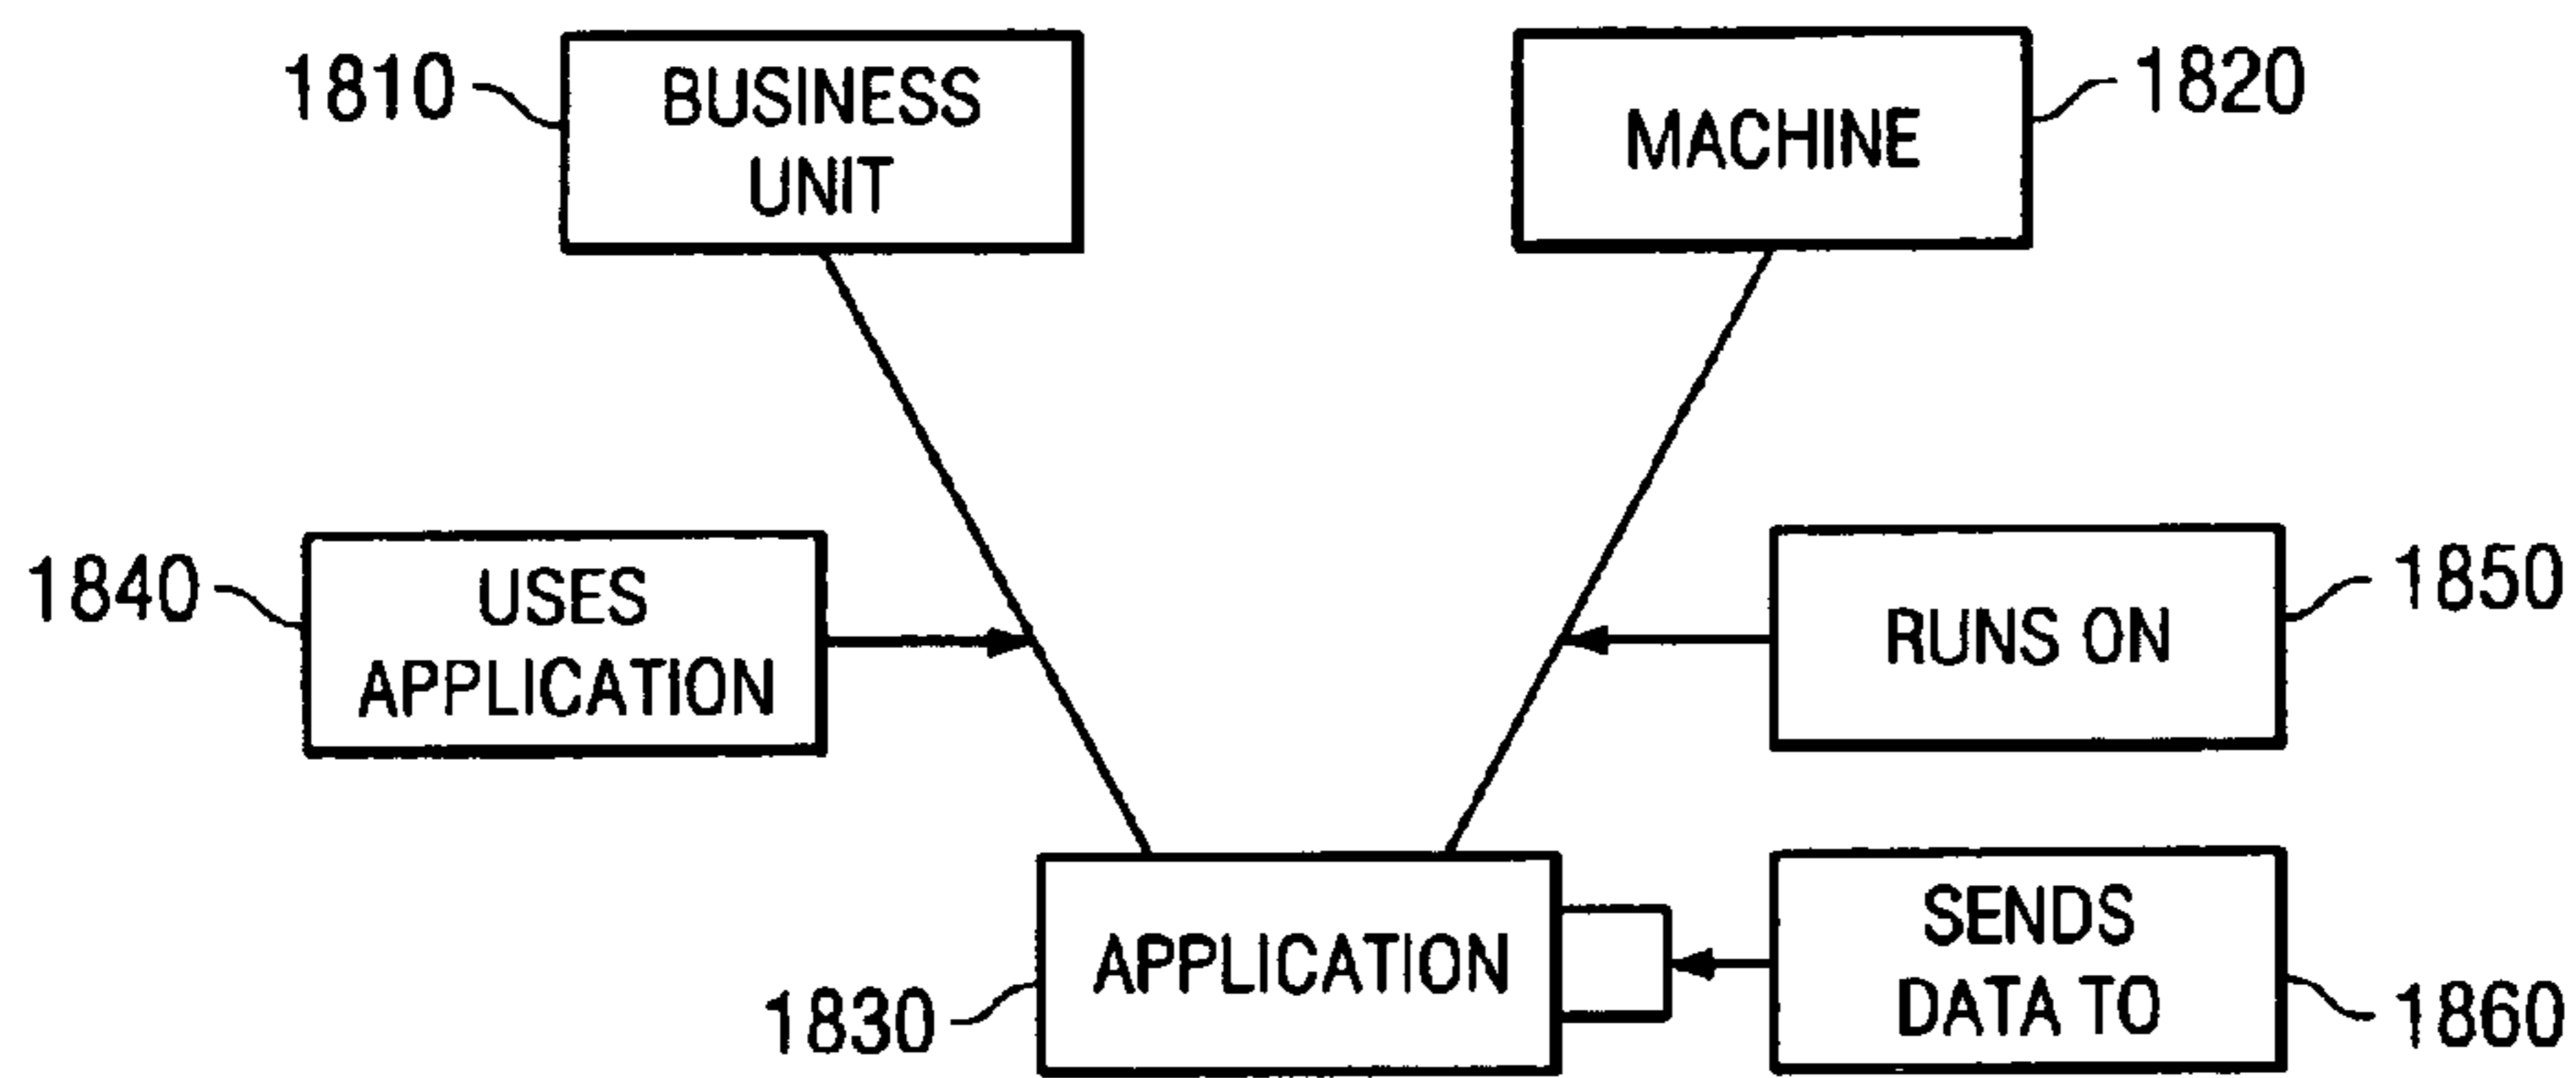 1810
BUSINESS
UNIT
MACHINE
1820
1840
USES
APPLICATION
RUNS ON
1850
APPLICATION
1830
SENDS
DATA TO
1860